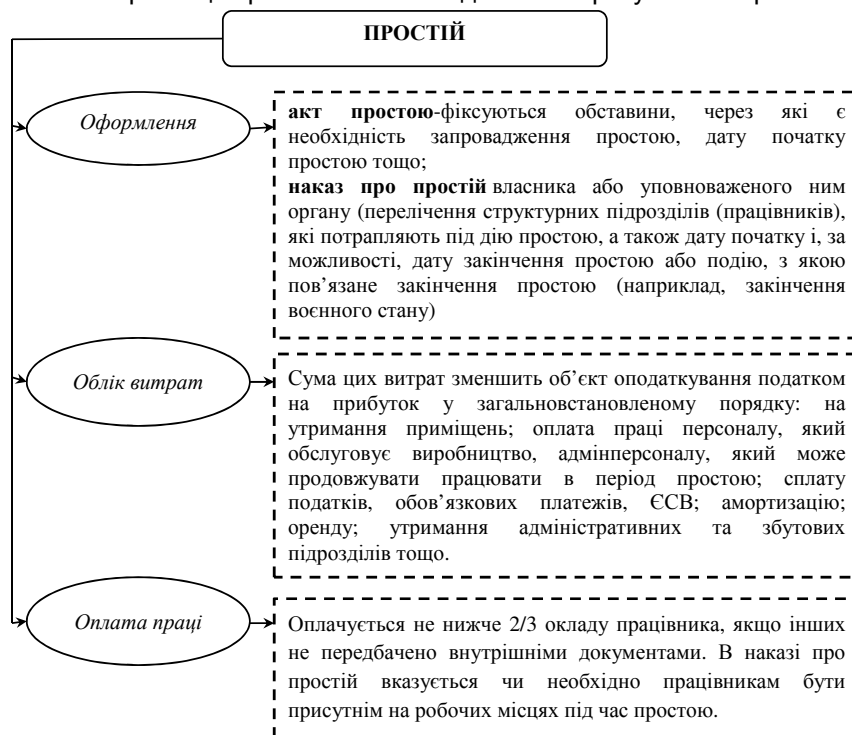 ПРОСТІЙ
Оформлення
акт простою-фіксуються обставини, через які є
необхідність запровадження простою, дату початку
простою тощо;
наказ про простій власника або уповноваженого ним
органу (перелічення структурних підрозділів (працівників),
які потрапляють під дію простою, а також дату початку і, за
можливості, дату закінчення простою або подію, з якою
пов’язане закінчення простою (наприклад, закінчення
воєнного стану)
Облік витрат
Сума цих витрат зменшить об’єкт оподаткування податком
на прибуток у загальновстановленому порядку: на
утримання приміщень; оплата праці персоналу, який
обслуговує виробництво, адмінперсоналу, який може
продовжувати працювати в період простою; сплату
податків, обов’язкових платежів, ЄСВ; амортизацію;
оренду; утримання адміністративних та збутових
підрозділів тощо.
Оплата праці
Оплачується не нижче 2/3 окладу працівника, якщо інших
не передбачено внутрішніми документами. В наказі про
простій вказується чи необхідно працівникам бути
присутнім на робочих місцях під час простою.